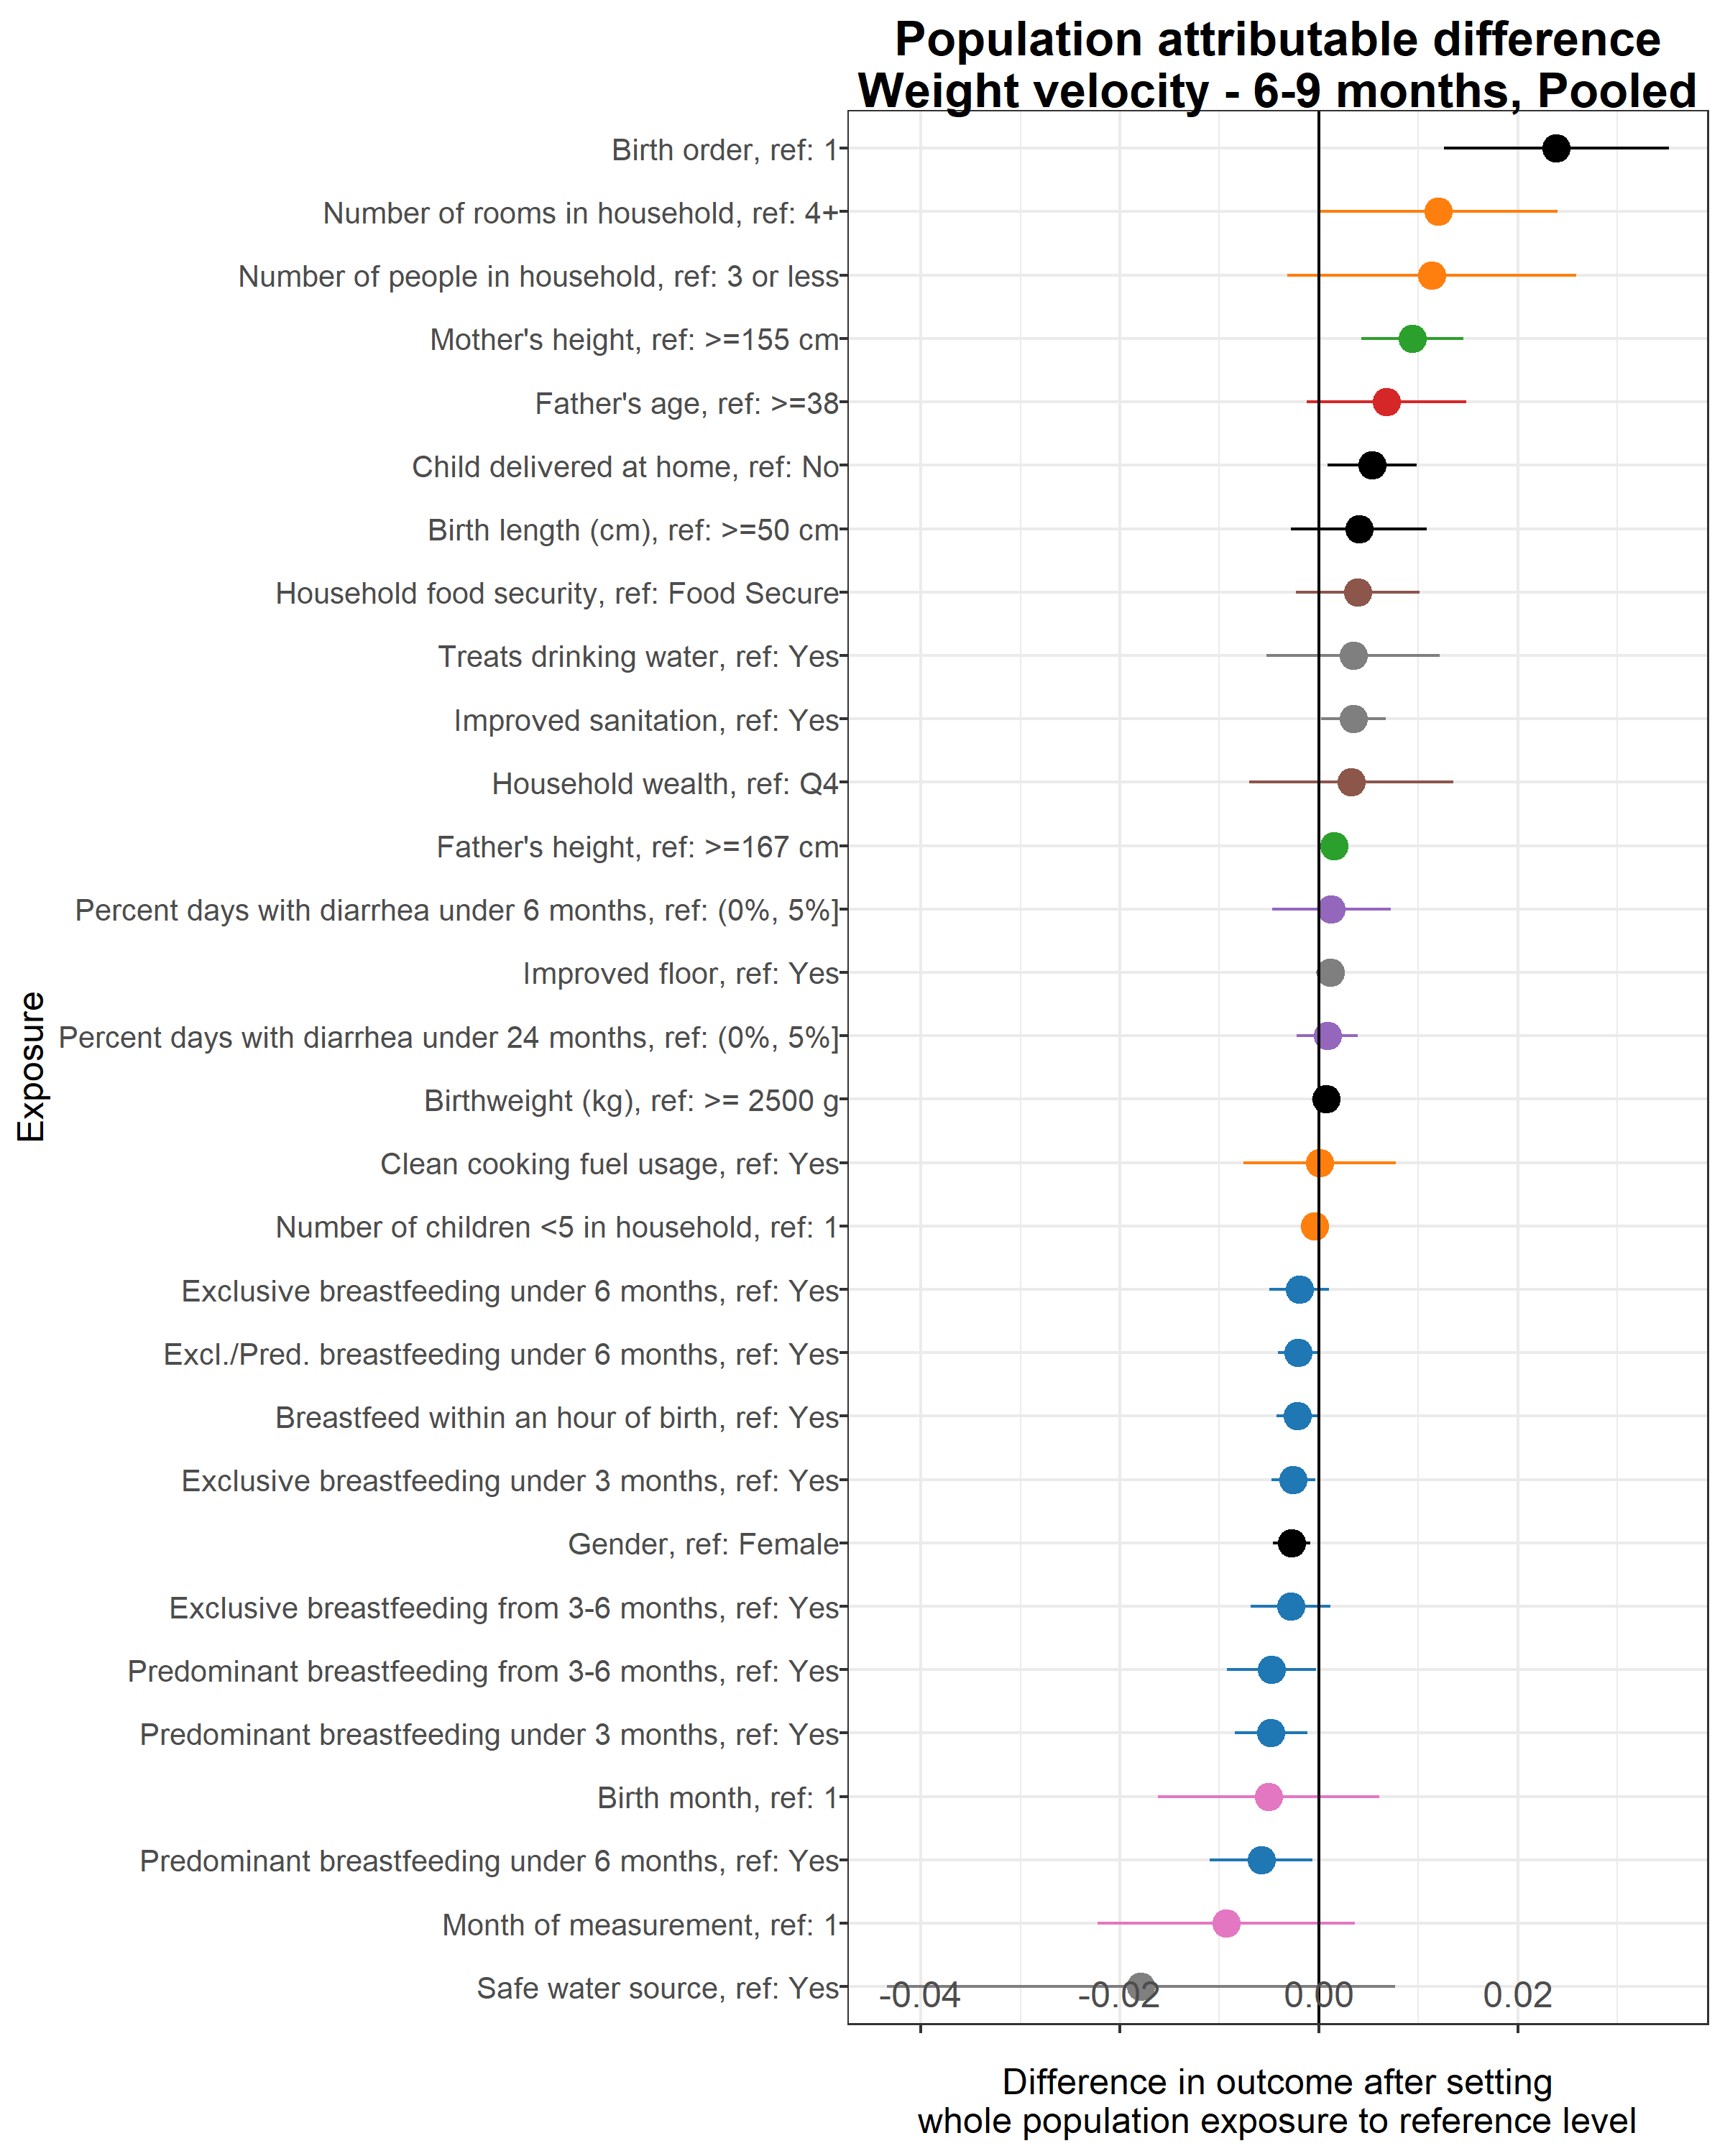 Population attributable difference
Weight velocity - 6-9 months, Pooled
Birth order, ref: 1
Number of rooms in household, ref: 4+
Number of people in household, ref: 3 or less
Mother's height, ref: >=155 cm
Father's age, ref: >=38
Child delivered at home, ref: No
Birth length (cm), ref: >=50 cm
Household food security, ref: Food Secure
Treats drinking water, ref: Yes
Improved sanitation, ref: Yes
Household wealth, ref: Q4
Father's height, ref: >=167 cm
Percent days with diarrhea under 6 months, ref: (0%, 5%]
Improved floor, ref: Yes
Percent days with diarrhea under 24 months, ref: (0%, 5%]
Birthweight (kg), ref: >= 2500 g
Clean cooking fuel usage, ref: Yes
Number of children <5 in household, ref: 1
Exclusive breastfeeding under 6 months, ref: Yes
Excl./Pred. breastfeeding under 6 months, ref: Yes
Breastfeed within an hour of birth, ref: Yes
Exclusive breastfeeding under 3 months, ref: Yes
Gender, ref: Female
Exclusive breastfeeding from 3-6 months, ref: Yes
Predominant breastfeeding from 3-6 months, ref: Yes
Predominant breastfeeding under 3 months, ref: Yes
Birth month, ref: 1
Predominant breastfeeding under 6 months, ref: Yes
Month of measurement, ref: 1
Safe water source, ref: Yes
Exposure
-0.04 -0.02 0.00 0.02
Difference in outcome after setting
whole population exposure to reference level